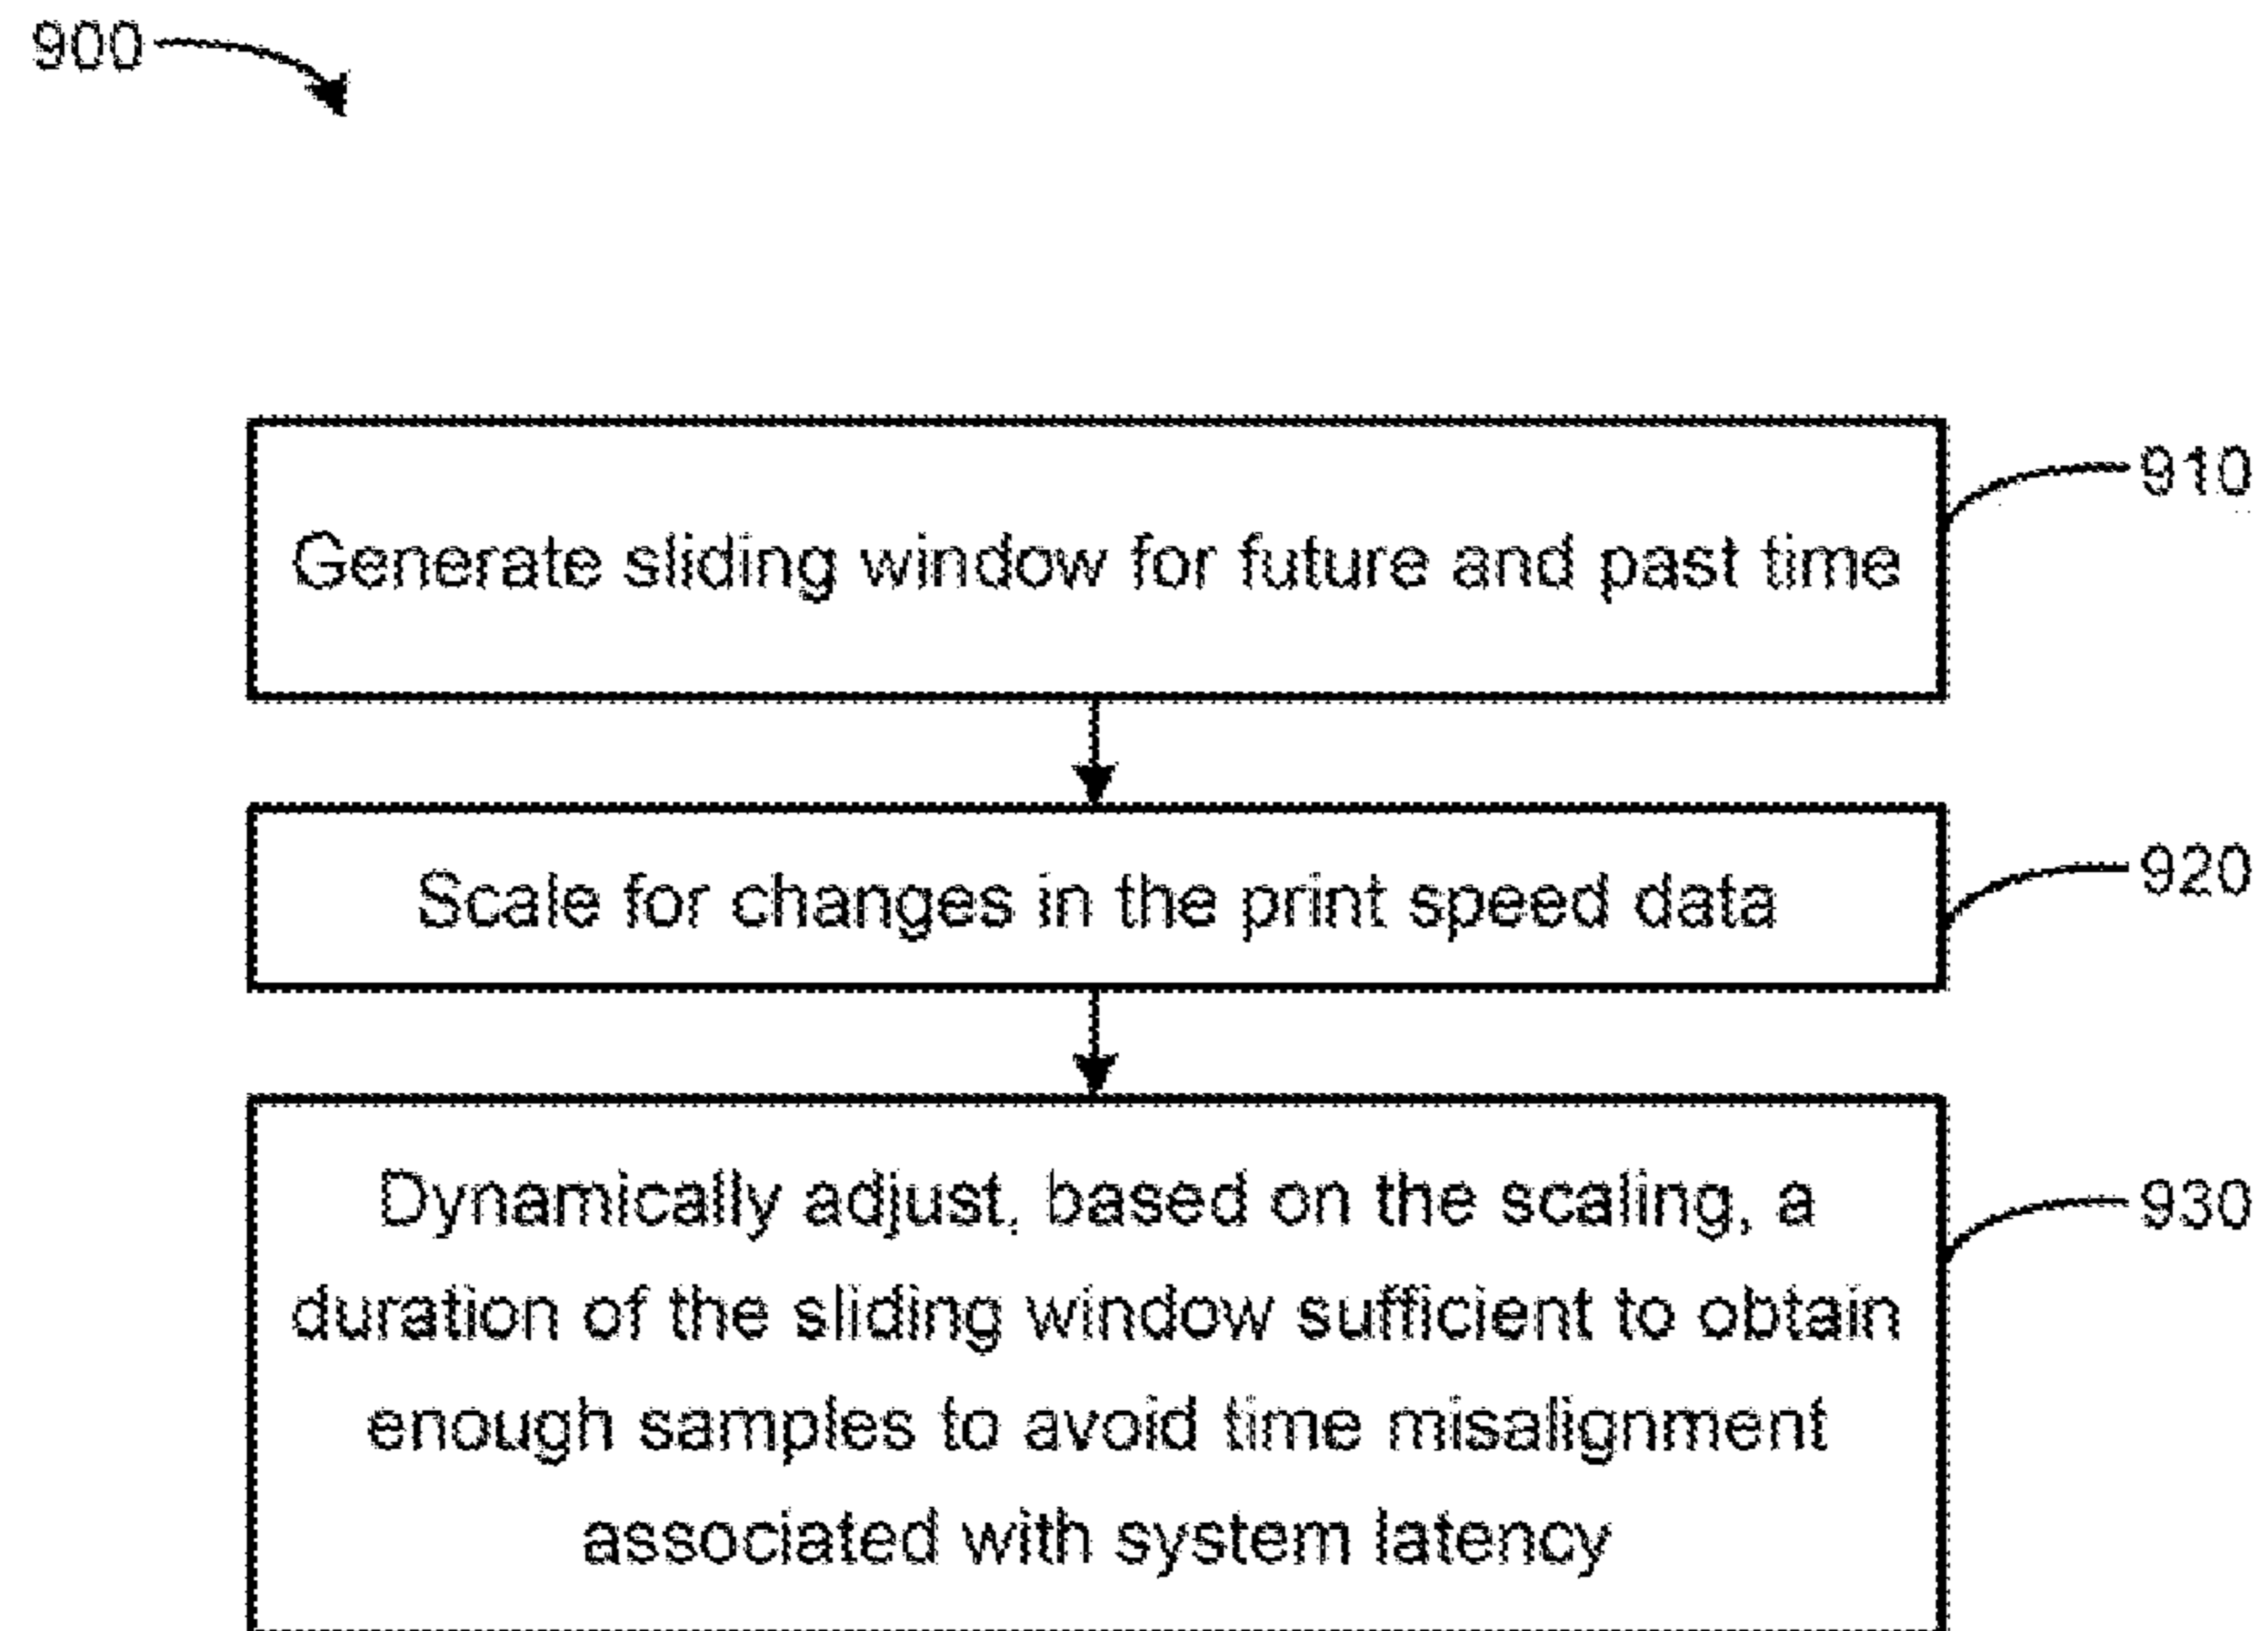 900
910
Generate sliding window for future and past time
920
Scale for changes in the print speed data
930
Dynamically adjust, based on the scaling, a
duration of the sliding window sufficient to obtain
enough samples to avoid time misalignment
associated with system latency